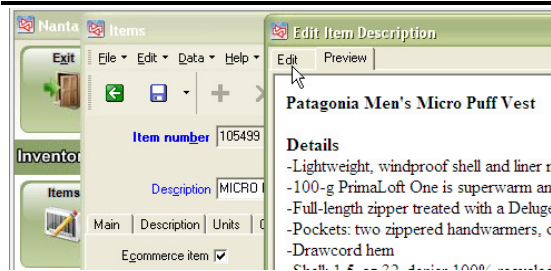 Nanta
Items
Edit Item Description
Exit
File Edit Data Help
Edit Preview
Patagonia Men's Micro Puff Vest
Item number 105499
Details
Inventor
-Lightweight, windproof shell and liner
Items
Description MICRO
-100-g PrimaLoft One is superwarm an
-Full-length zipper treated with a Deluge
Main Description Units
-Pockets: two zippered handwarmers,
-Drawcord hem
Ecommerce item